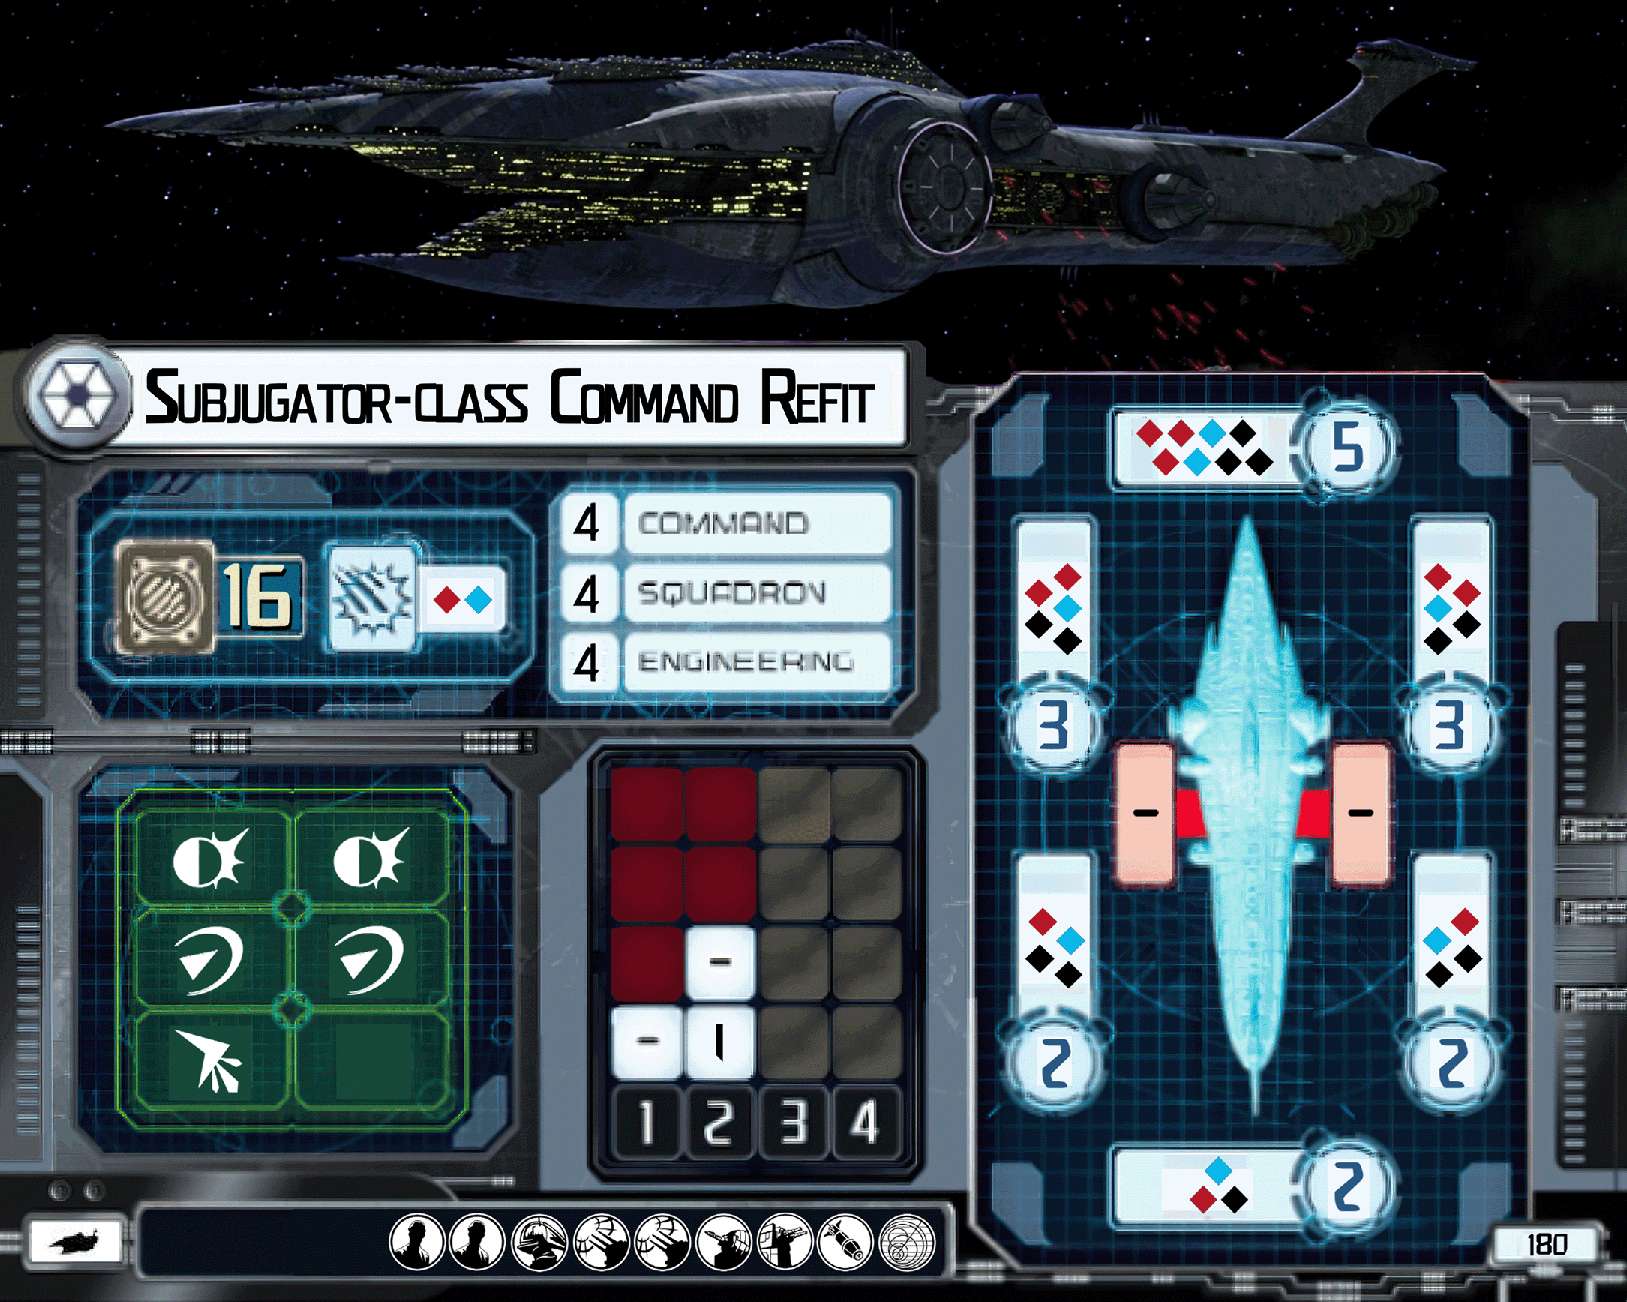 SUBJUGATOR-CLASS COMMAND REFIT
5
16
4 COMMAND
4 SQUADRON
4 ENGINEERING
3 3
- -
-
- 1
1 2 3 4
2 2
2
180